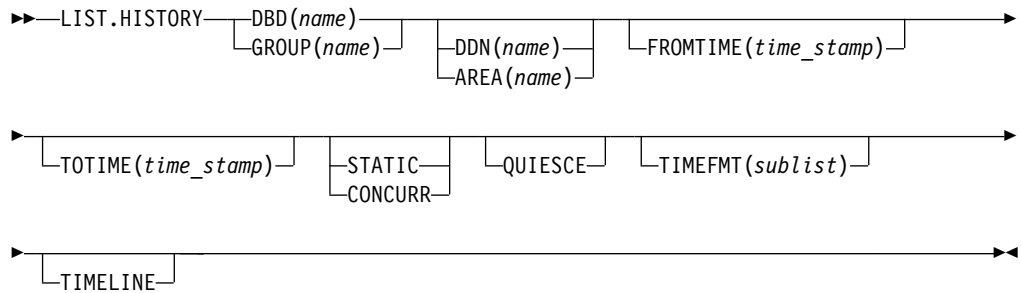 LIST.HISTORY DBD(name)
GROUP(name) DDN(name) FROMTIME(time_stamp)
AREA(name)
TOTIME(time_stamp) STATIC QUIESCE TIMEFMT(sublist)
CONCURR
TIMELINE